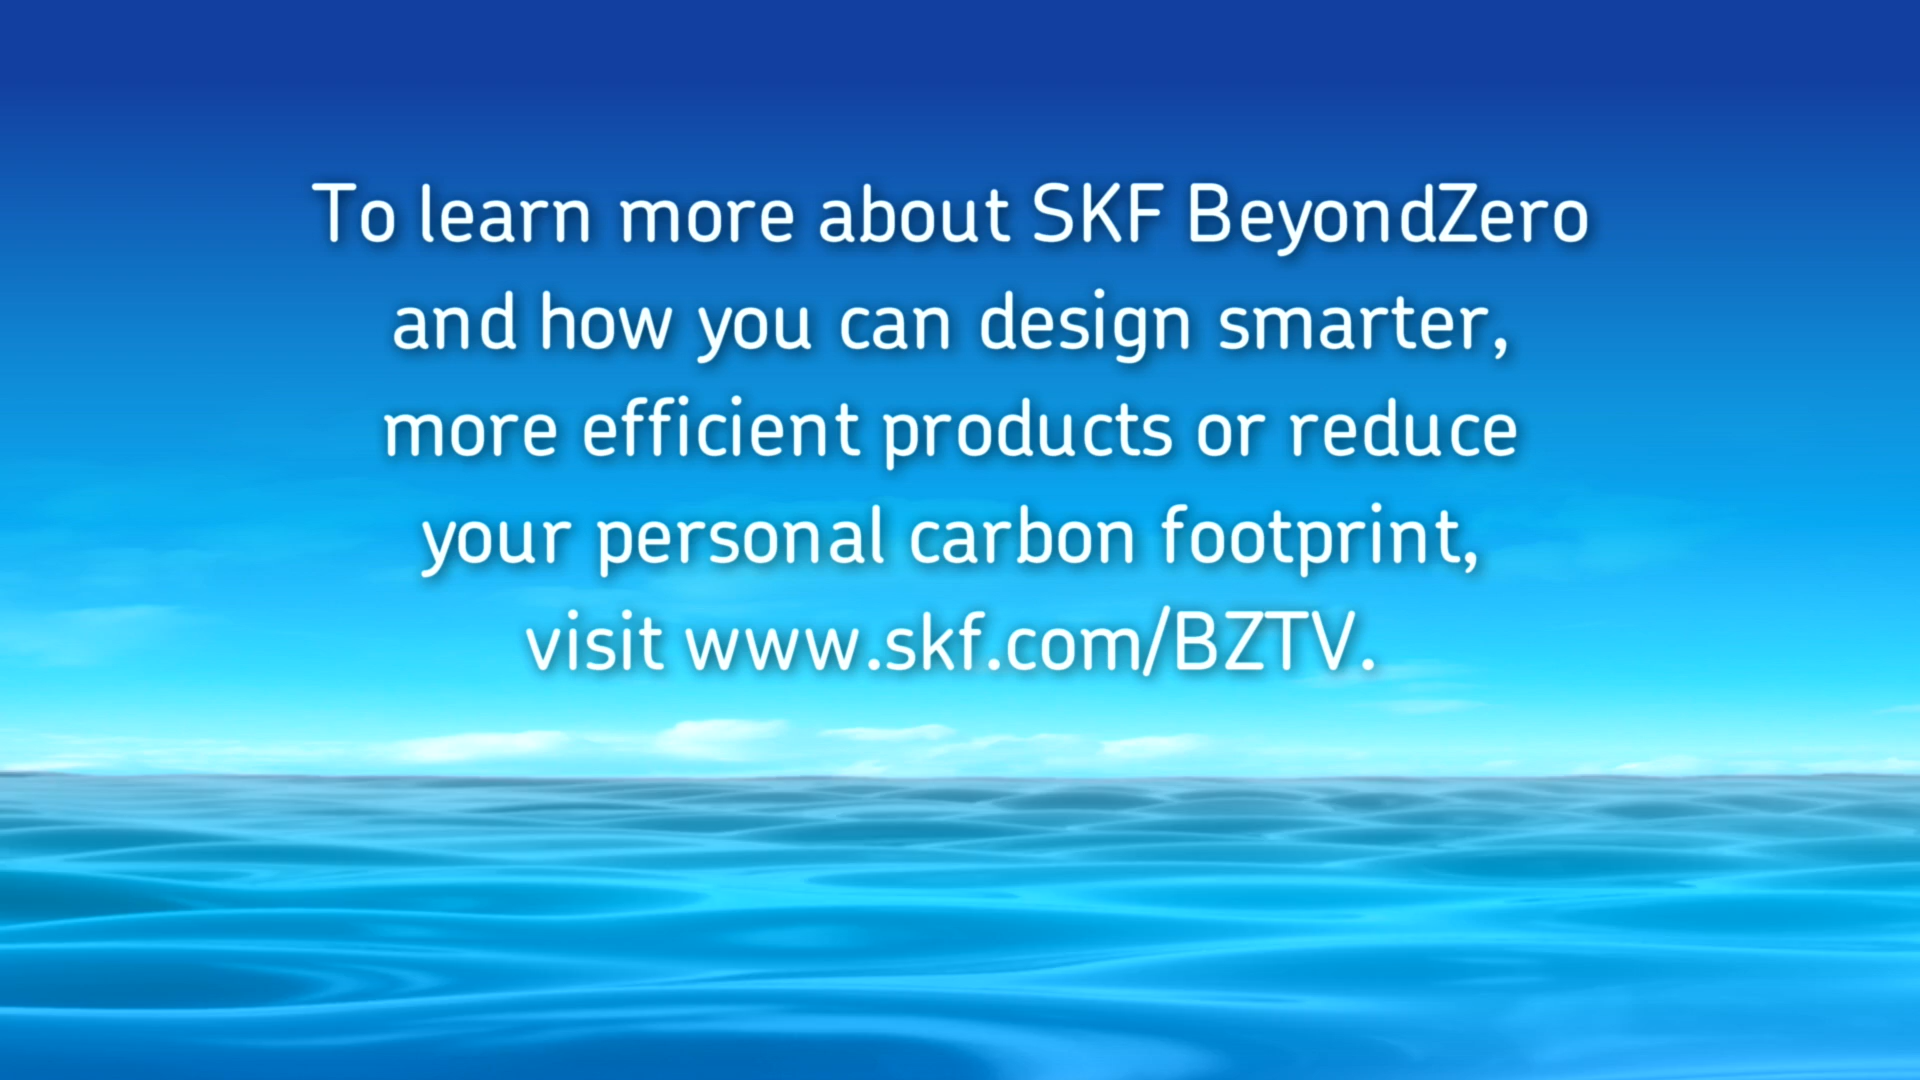 To learn more about SKF BeyondZero
and how you can design smarter,
more efficient products or reduce
your personal carbon footprint,
visit www.skf.com/BZTV.